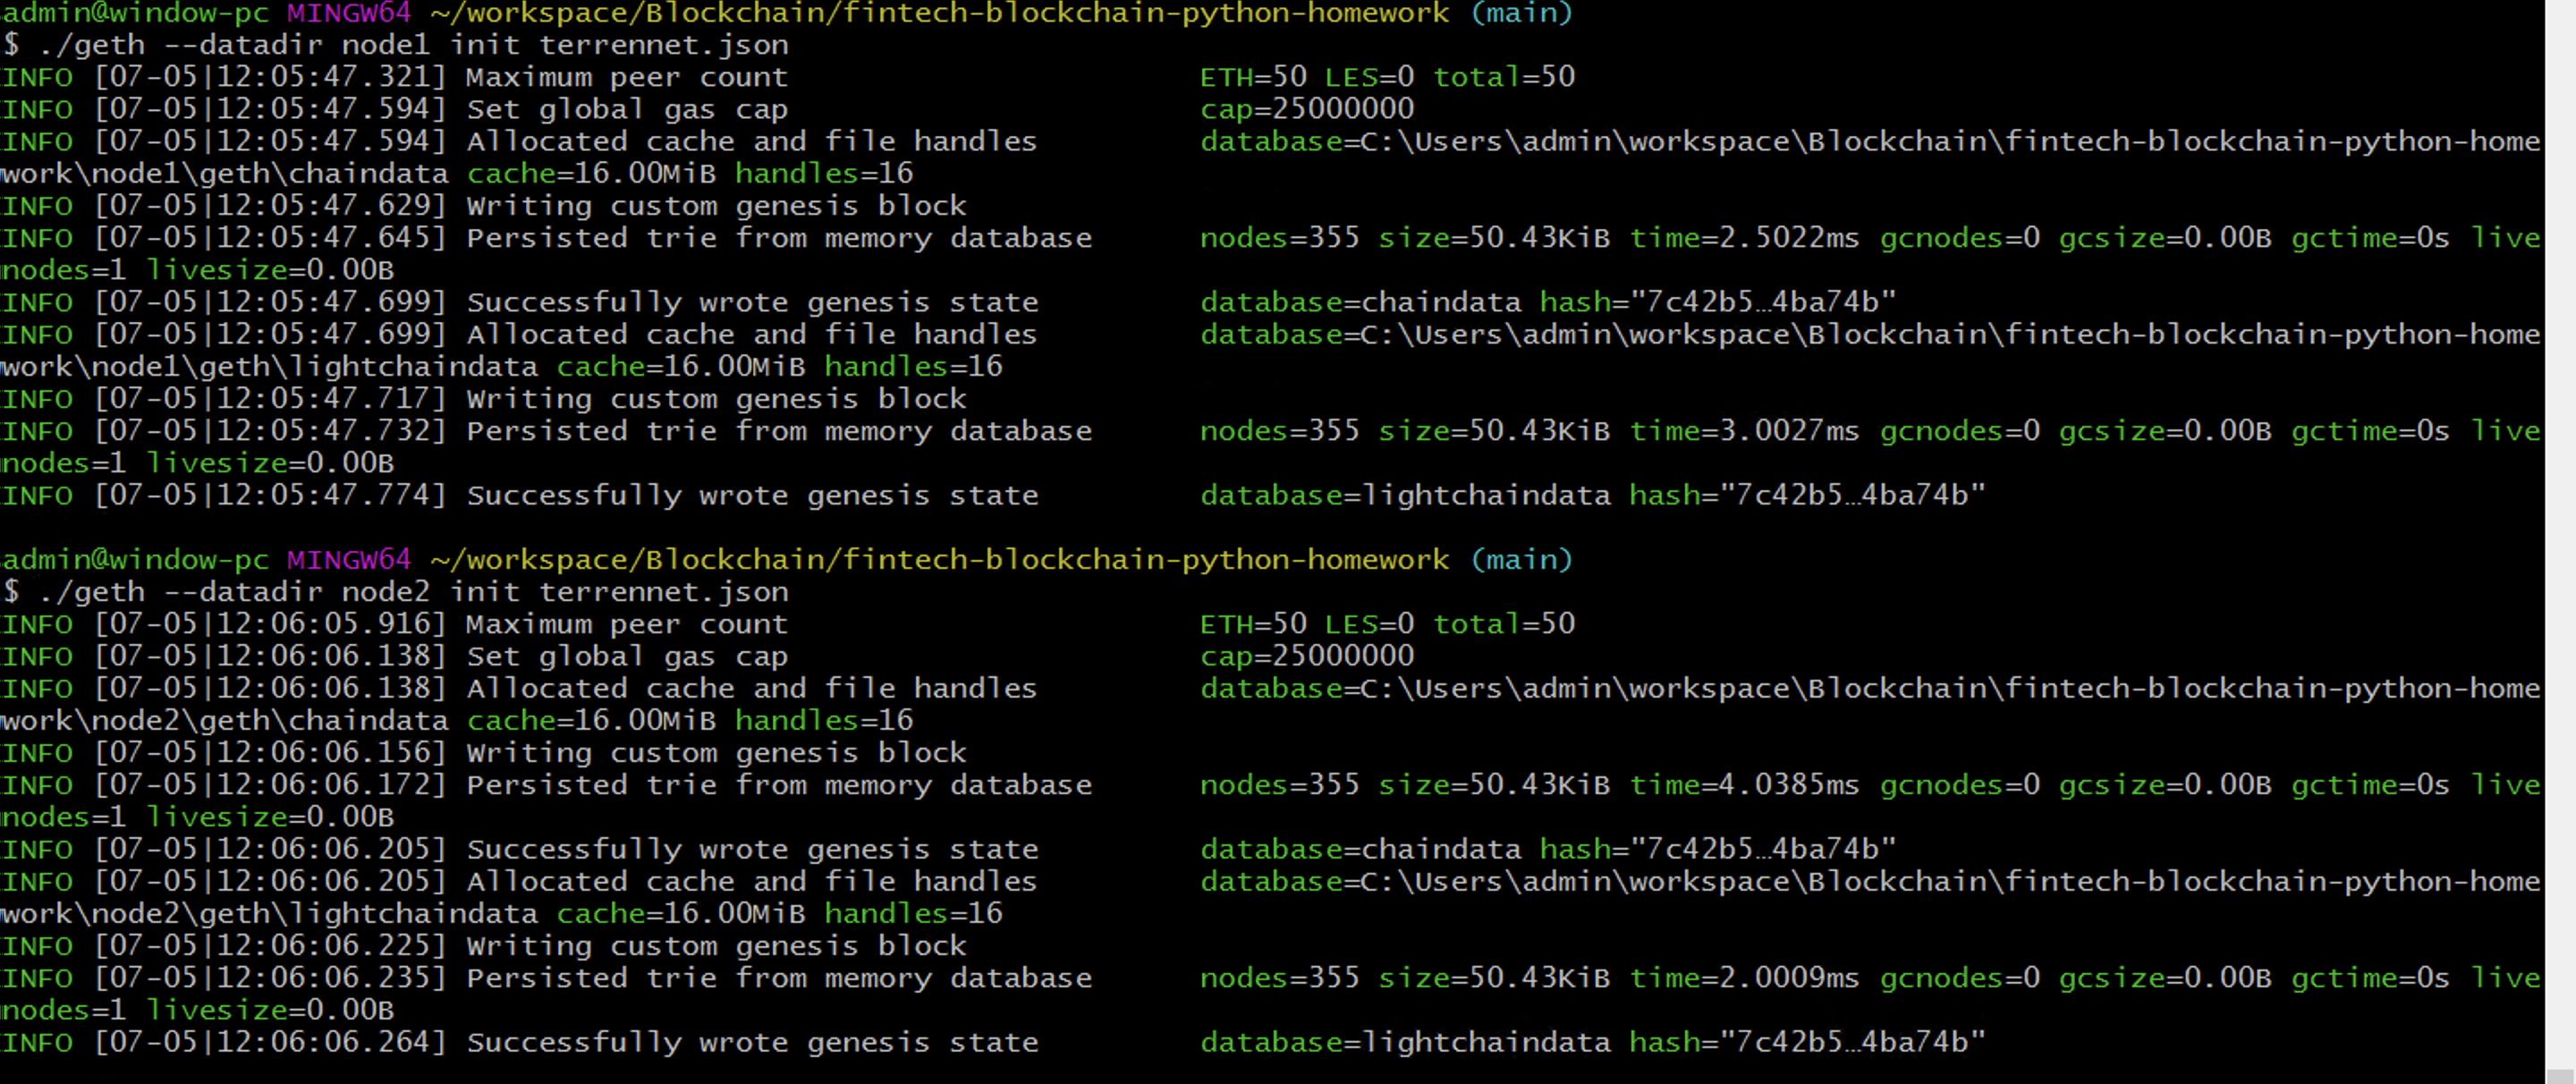 admin@window-pc MINGW64 ~/workspace/Blockchain/fintech-blockchain-python-homework (main)
$ ./geth --datadir node1 init terrennet.json
INFO [07-05|12:05:47.321] Maximum peer count ETH=50 LES=0 total=50
INFO [07-05|12:05:47.594] Set global gas cap cap=25000000
INFO [07-05|12:05:47.594] Allocated cache and file handles database=C:\Users\admin\workspace\Blockchain\fintech-blockchain-python-home
work\node1\geth\chaindata cache=16.00MiB handles=16
INFO [07-05|12:05:47.629] Writing custom genesis block
INFO [07-05|12:05:47.645] Persisted trie from memory database nodes=355 size=50.43KiB time=2.5022ms gcnodes=0 gcsize=0.00B gctime=0s live
nodes=1 livesize=0.00B
INFO [07-05|12:05:47.699] Successfully wrote genesis state database=chaindata hash="7c42b5…4ba74b"
INFO [07-05|12:05:47.699] Allocated cache and file handles database=C:\Users\admin\workspace\Blockchain\fintech-blockchain-python-home
work\node1\geth\lightchaindata cache=16.00MiB handles=16
INFO [07-05|12:05:47.717] Writing custom genesis block
INFO [07-05|12:05:47.732] Persisted trie from memory database nodes=355 size=50.43KiB time=3.0027ms gcnodes=0 gcsize=0.00B gctime=0s live
nodes=1 livesize=0.00B
INFO [07-05|12:05:47.774] Successfully wrote genesis state database=lightchaindata hash="7c42b5…4ba74b"
admin@window-pc MINGW64 ~/workspace/Blockchain/fintech-blockchain-python-homework (main)
$ ./geth --datadir node2 init terrennet.json
INFO [07-05|12:06:05.916] Maximum peer count ETH=50 LES=0 total=50
INFO [07-05|12:06:06.138] Set global gas cap cap=25000000
INFO [07-05|12:06:06.138] Allocated cache and file handles database=C:\Users\admin\workspace\Blockchain\fintech-blockchain-python-home
work\node2\geth\chaindata cache=16.00MiB handles=16
INFO [07-05|12:06:06.156] Writing custom genesis block
INFO [07-05|12:06:06.172] Persisted trie from memory database nodes=355 size=50.43KiB time=4.0385ms gcnodes=0 gcsize=0.00B gctime=0s live
nodes=1 livesize=0.00B
INFO [07-05|12:06:06.205] Successfully wrote genesis state database=chaindata hash="7c42b5…4ba74b"
INFO [07-05|12:06:06.205] Allocated cache and file handles database=C:\Users\admin\workspace\Blockchain\fintech-blockchain-python-home
work\node2\geth\lightchaindata cache=16.00MiB handles=16
INFO [07-05|12:06:06.225] Writing custom genesis block
INFO [07-05|12:06:06.235] Persisted trie from memory database nodes=355 size=50.43KiB time=2.0009ms gcnodes=0 gcsize=0.00B gctime=0s live
nodes=1 livesize=0.00B
INFO [07-05|12:06:06.264] Successfully wrote genesis state database=lightchaindata hash="7c42b5…4ba74b"